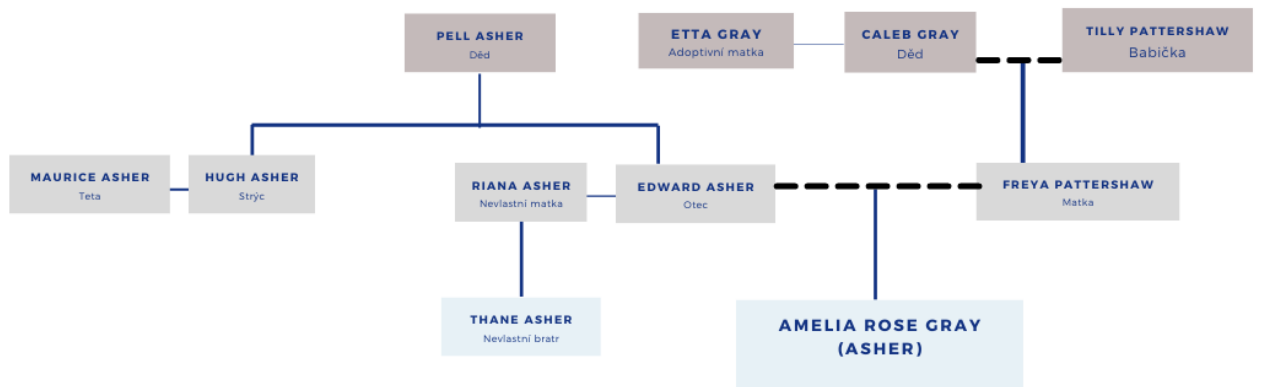 PELL ASHER
Děd
ETTA GRAY
Adoptivní matka
CALEB GRAY
Děd
TILLY PATTERSHAW
Babička
MAURICE ASHER
Teta
HUGH ASHER
Strýc
RIANA ASHER
Nevlastní matka
EDWARD ASHER
Otec
FREYA PATTERSHAW
Matka
THANE ASHER
Nevlastní bratr
AMELIA ROSE GRAY
(ASHER)